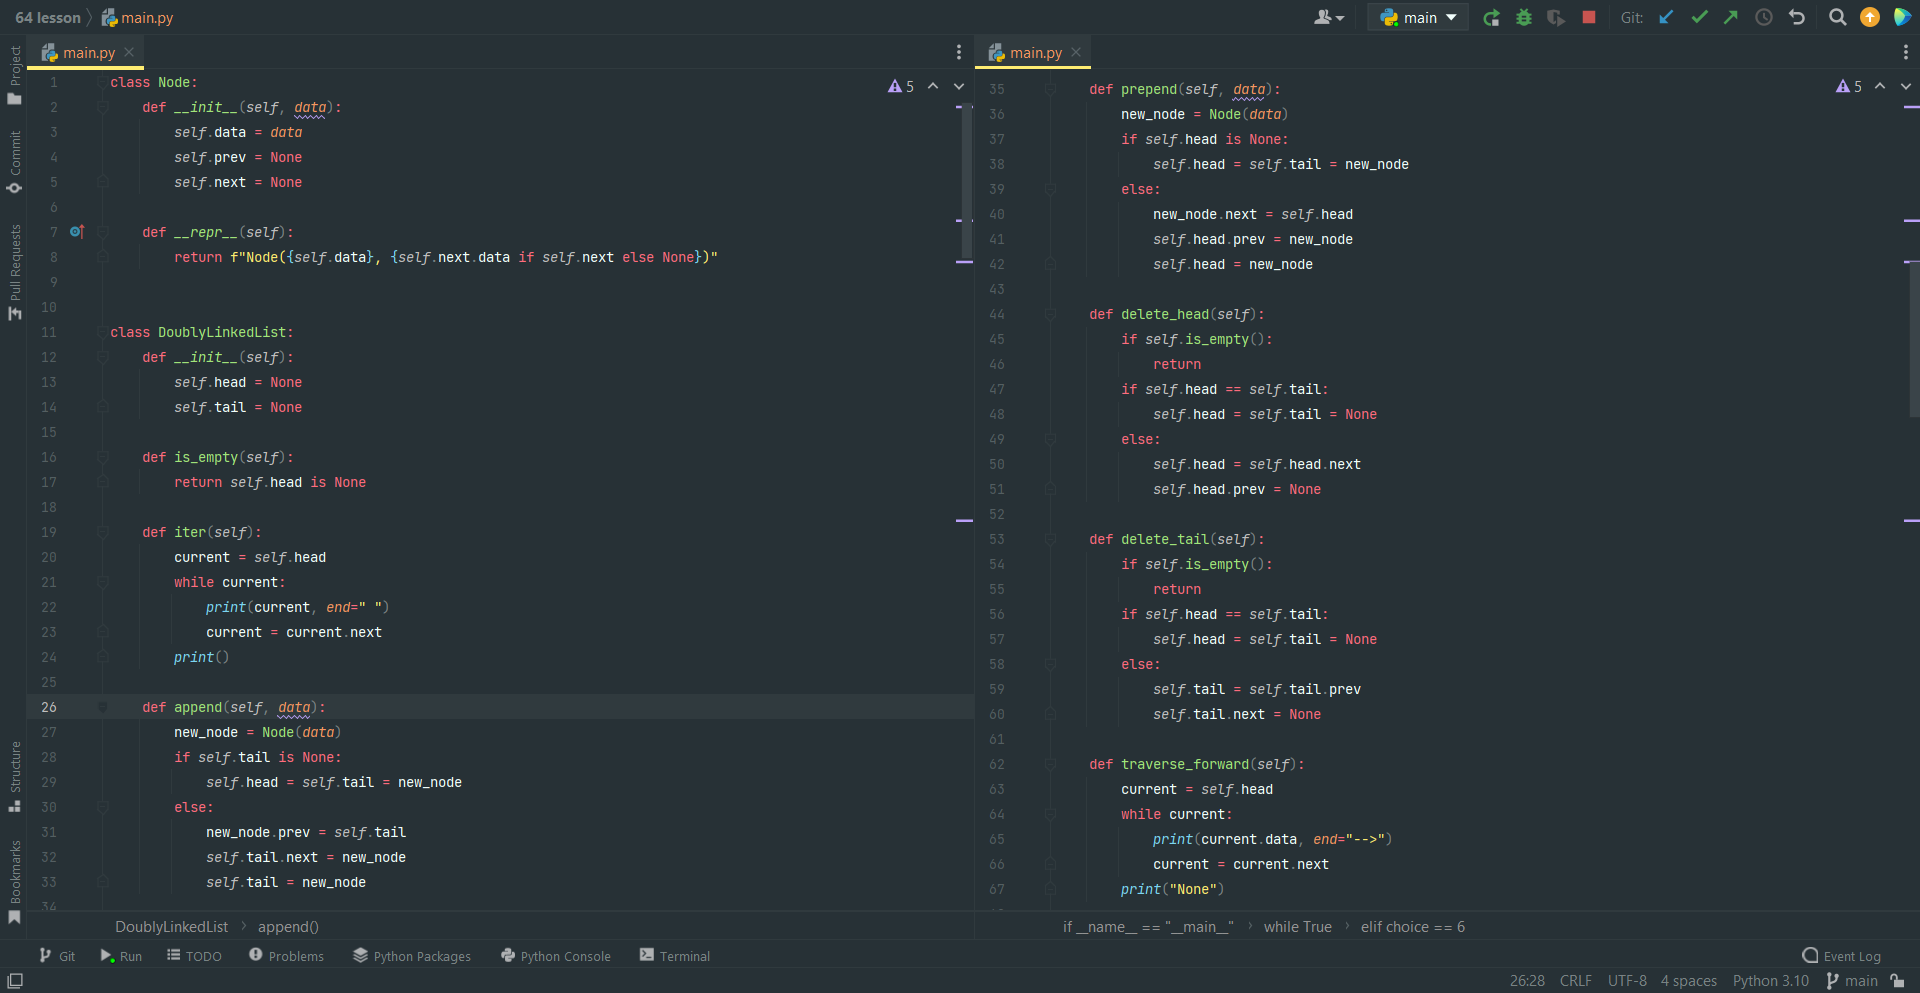 64 lesson 〉 main.py
main
Git:
main.py
main.py
Project
Commit
Pull Requests
Structure
Bookmarks
5
1 class Node:
2     def __init__(self, data):
3         self.data = data
4         self.prev = None
5         self.next = None
6
7     def __repr__(self):
8         return f"Node({self.data}, {self.next.data if self.next else None})"
9
10
11 class DoublyLinkedList:
12     def __init__(self):
13         self.head = None
14         self.tail = None
15
16     def is_empty(self):
17         return self.head is None
18
19     def iter(self):
20         current = self.head
21         while current:
22             print(current, end=" ")
23             current = current.next
24         print()
25
26     def append(self, data):
27         new_node = Node(data)
28         if self.tail is None:
29             self.head = self.tail = new_node
30         else:
31             new_node.prev = self.tail
32             self.tail.next = new_node
33             self.tail = new_node
34
5
35     def prepend(self, data):
36         new_node = Node(data)
37         if self.head is None:
38             self.head = self.tail = new_node
39         else:
40             new_node.next = self.head
41             self.head.prev = new_node
42             self.head = new_node
43
44     def delete_head(self):
45         if self.is_empty():
46             return
47         if self.head == self.tail:
48             self.head = self.tail = None
49         else:
50             self.head = self.head.next
51             self.head.prev = None
52
53     def delete_tail(self):
54         if self.is_empty():
55             return
56         if self.head == self.tail:
57             self.head = self.tail = None
58         else:
59             self.tail = self.tail.prev
60             self.tail.next = None
61
62     def traverse_forward(self):
63         current = self.head
64         while current:
65             print(current.data, end="-->")
66             current = current.next
67         print("None")
DoublyLinkedList › append()
if __name__ == "__main__" › while True › elif choice == 6
Git Run TODO Problems Python Packages Python Console Terminal Event Log
26:28 CRLF UTF-8 4 spaces Python 3.10 main